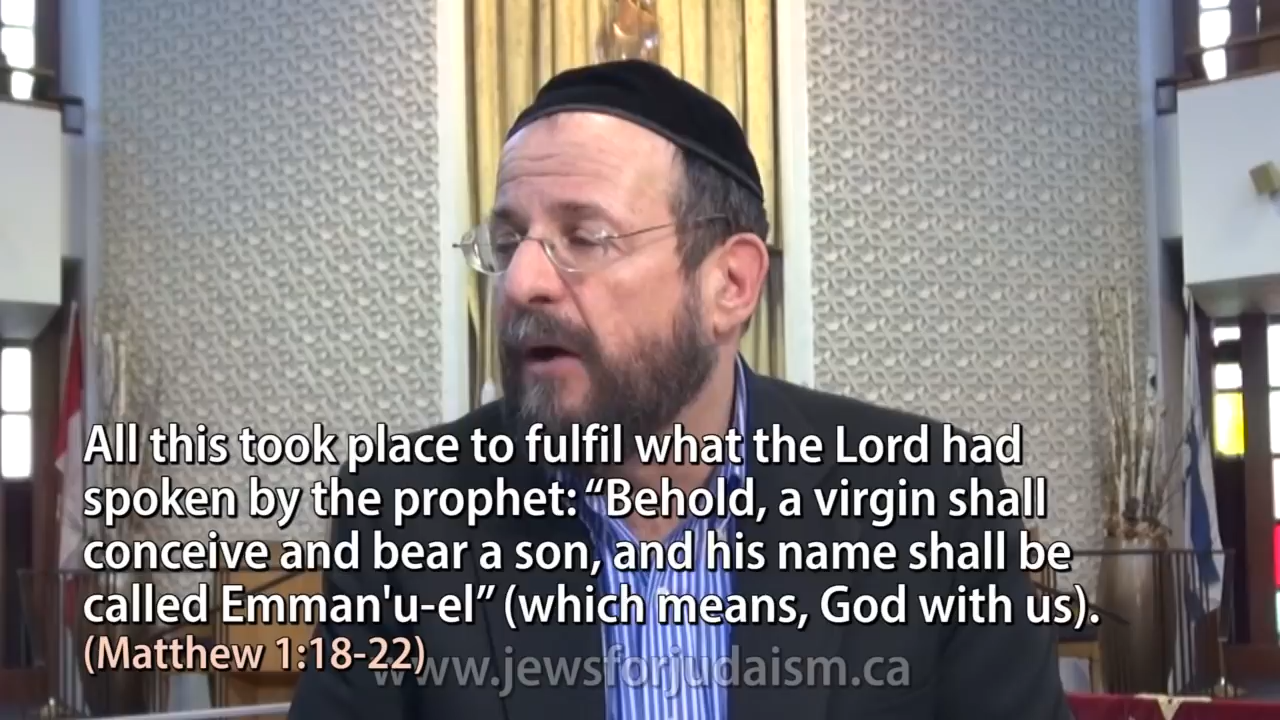 All this took place to fulfil what the Lord had
spoken by the prophet: “Behold, a virgin shall
conceive and bear a son, and his name shall be
called Emman'u-el” (which means, God with us).
(Matthew 1:18-22)
www.jewsforjudaism.ca